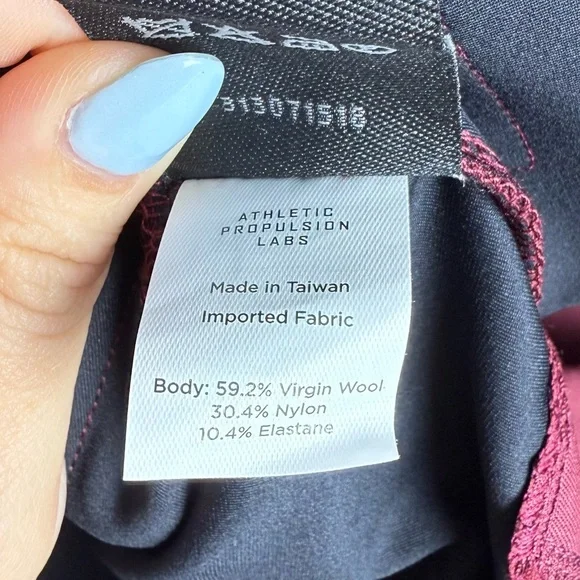 313071518
ATHLETIC
PROPULSION
LABS
Made in Taiwan
Imported Fabric
Body: 59.2% Virgin Wool
30.4% Nylon
10.4% Elastane